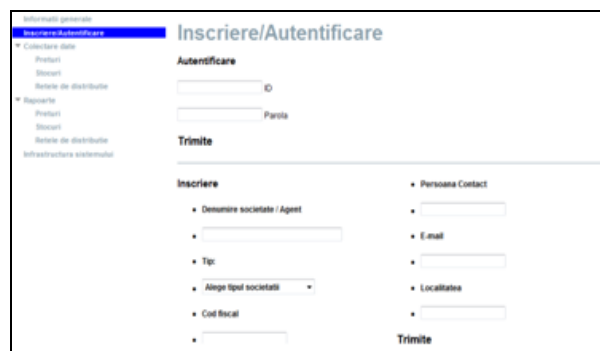 Informatii generale
Inscriere/Autentificare
Colectare date
Preturi
Stocuri
Retele de distributie
Rapoarte
Preturi
Stocuri
Retele de distributie
Infrastructura sistemului
Inscriere/Autentificare
Autentificare
ID
Parola
Trimite
Inscriere
Denumire societate / Agent
Tip:
Alege tipul societatii
Cod fiscal
Persoana Contact
E-mail
Localitatea
Trimite